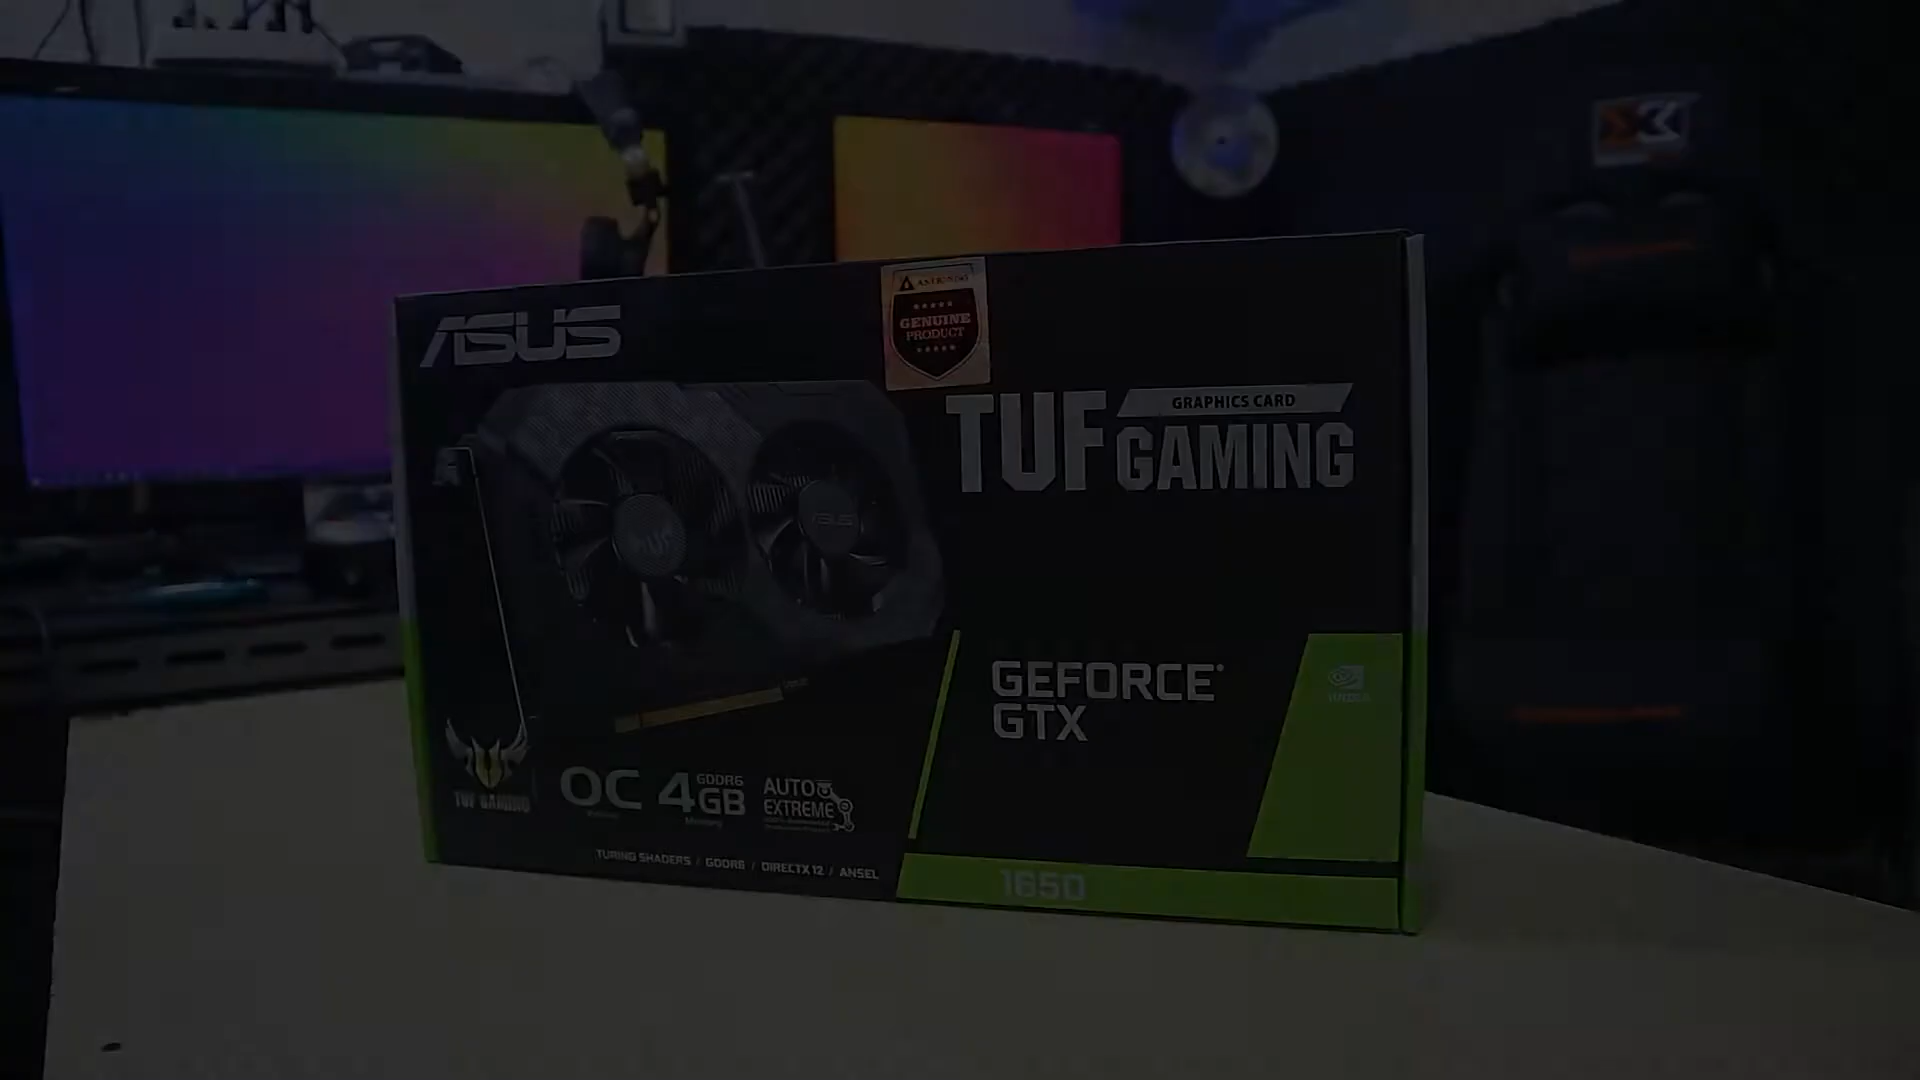 ASUS
GENUINE
PRODUCT
GRAPHICS CARD
TUF GAMING
GEFORCE
GTX
TUF GAMING
OC 4GB
GDDR6
AUTO
EXTREME
TURING SHADERS / GDDR6 / DIRECTX 12 / ANSEL
1650
ASUS